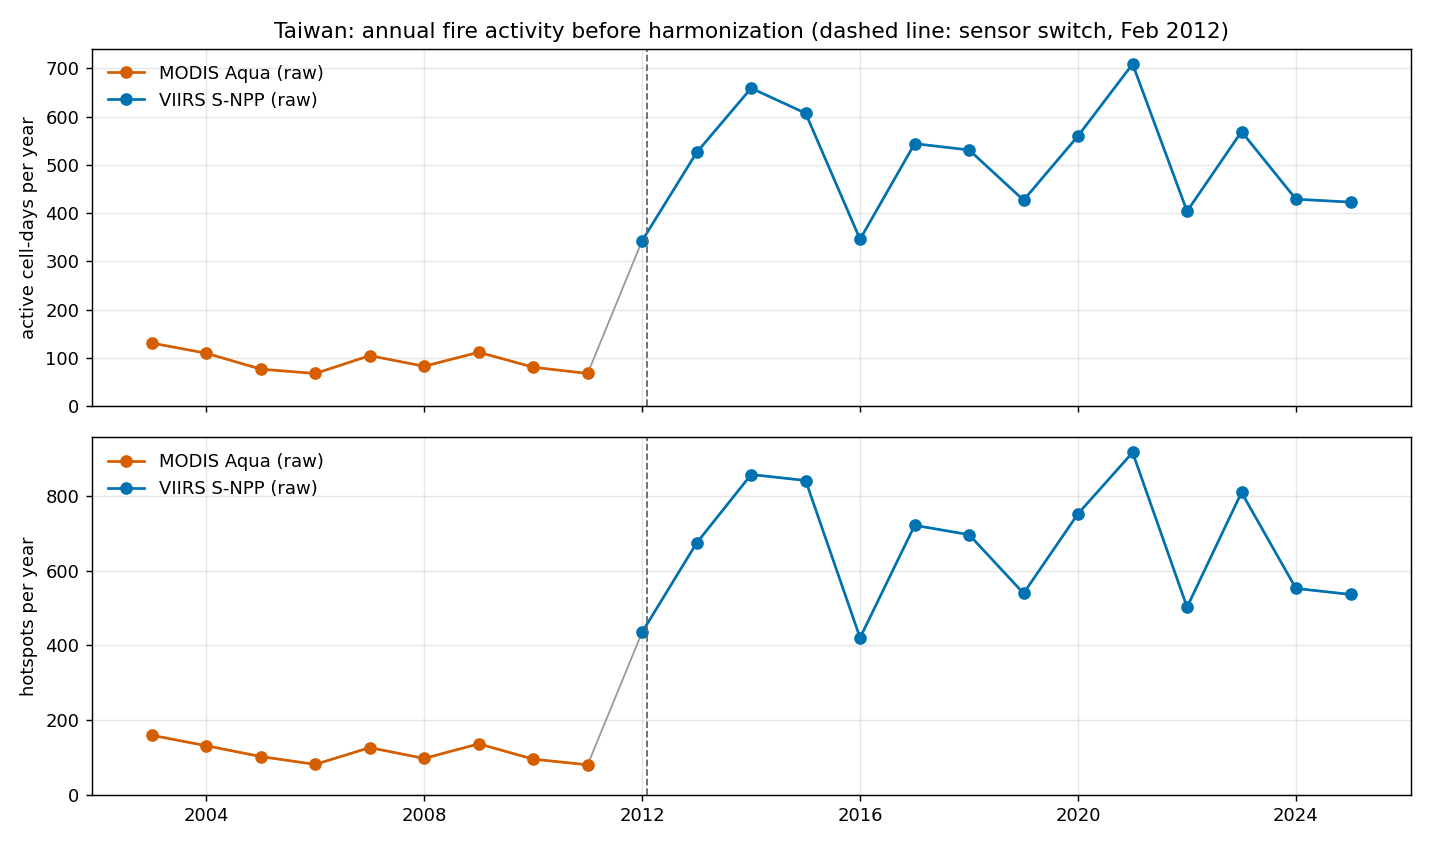 Taiwan: annual fire activity before harmonization (dashed line: sensor switch, Feb 2012)
active cell-days per year
700
600
500
400
300
200
100
0
MODIS Aqua (raw)
VIIRS S-NPP (raw)
hotspots per year
800
600
400
200
0
MODIS Aqua (raw)
VIIRS S-NPP (raw)
2004 2008 2012 2016 2020 2024